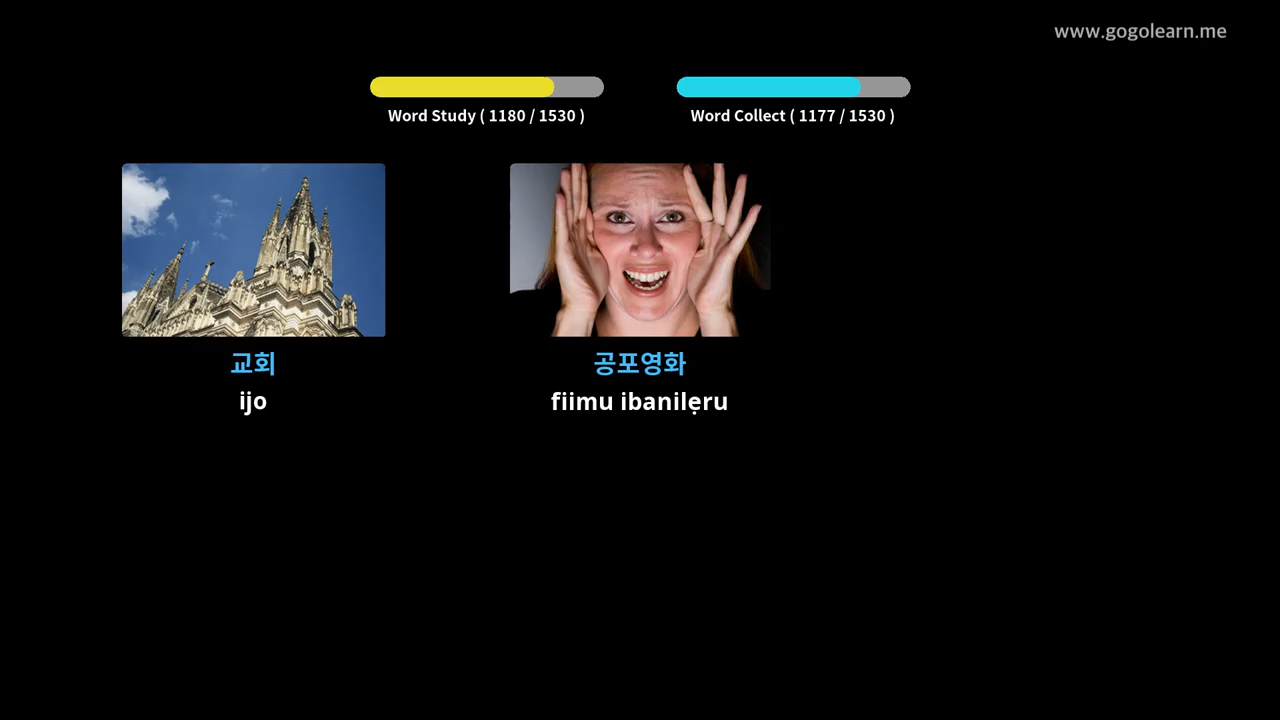 www.gogolearn.me
Word Study ( 1180 / 1530 )
Word Collect ( 1177 / 1530 )
교회
ijọ
공포영화
fiimu ibanilẹru